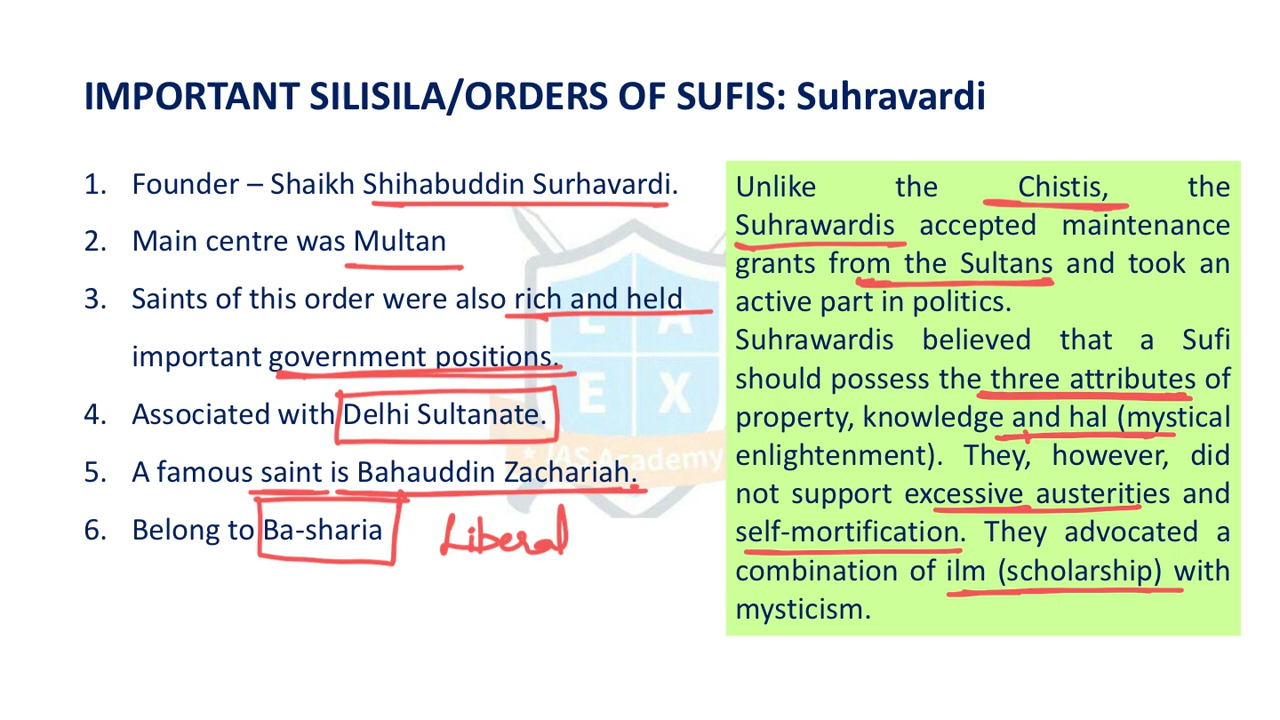 IMPORTANT SILISILA/ORDERS OF SUFIS: Suhravardi
1. Founder – Shaikh Shihabuddin Surhavardi.
2. Main centre was Multan
3. Saints of this order were also rich and held
important government positions.
4. Associated with Delhi Sultanate.
5. A famous saint is Bahauddin Zachariah.
6. Belong to Ba-sharia
Liberal
Unlike the Chistis, the
Suhrawardis accepted maintenance
grants from the Sultans and took an
active part in politics.
Suhrawardis believed that a Sufi
should possess the three attributes of
property, knowledge and hal (mystical
enlightenment). They, however, did
not support excessive austerities and
self-mortification. They advocated a
combination of ilm (scholarship) with
mysticism.
L A
E X
IAS Academy